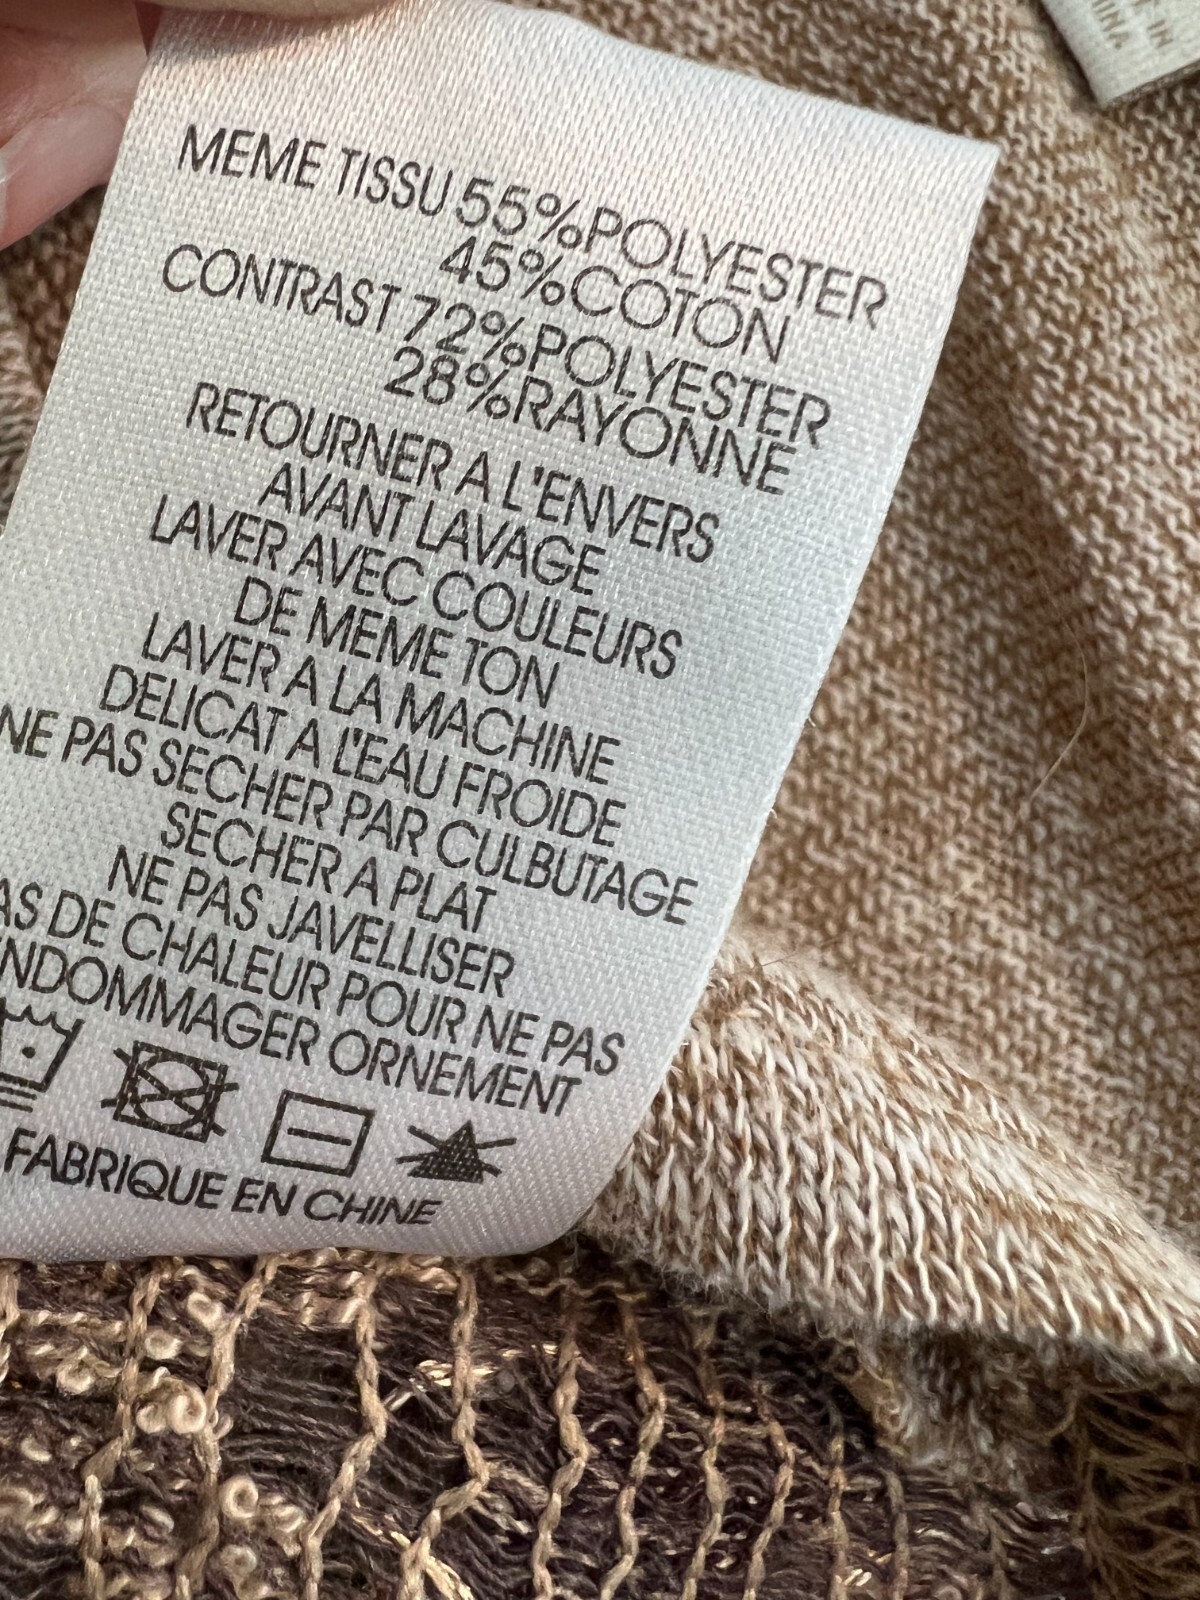 MEME TISSU 55%POLYESTER
45%COTON
CONTRAST 72%POLYESTER
28%RAYONNE
RETOURNER A L'ENVERS
AVANT LAVAGE
LAVER AVEC COULEURS
DE MEME TON
LAVER A LA MACHINE
DELICAT A L'EAU FROIDE
NE PAS SECHER PAR CULBUTAGE
SECHER A PLAT
NE PAS JAVELLISER
AS DE CHALEUR POUR NE PAS
NDOMMAGER ORNEMENT
FABRIQUE EN CHINE